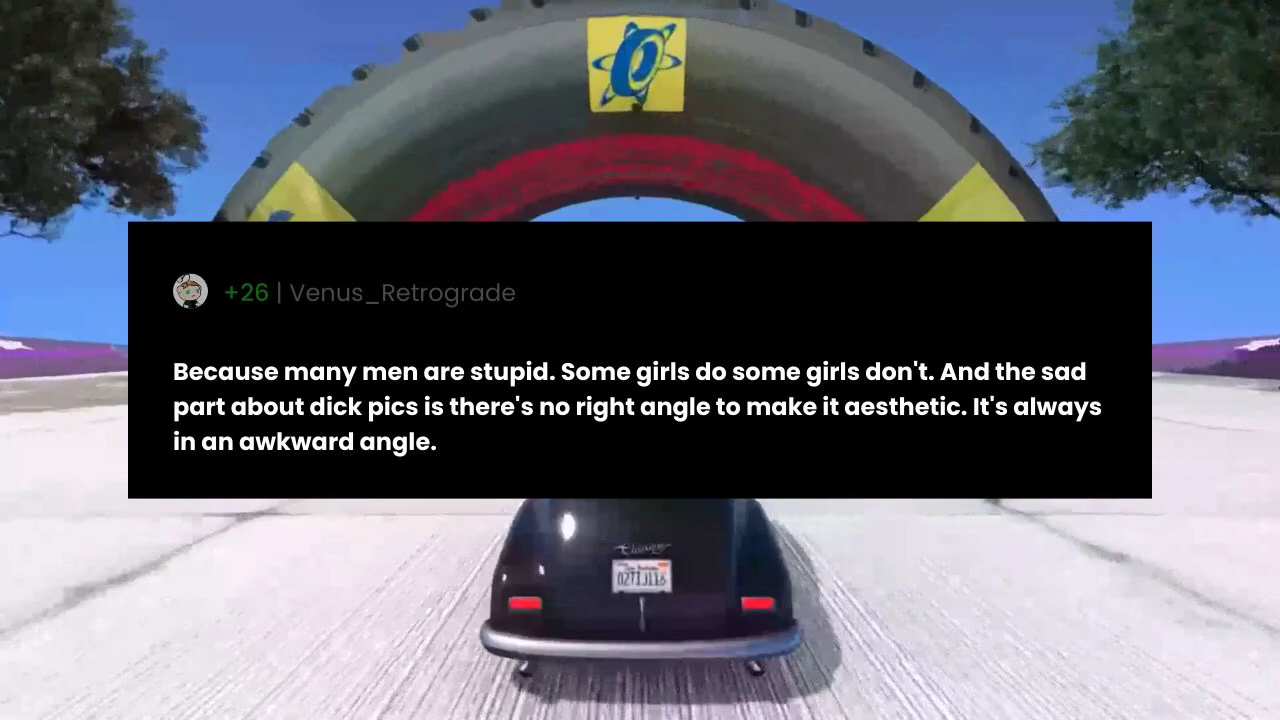 +26 | Venus_Retrograde
Because many men are stupid. Some girls do some girls don't. And the sad
part about dick pics is there's no right angle to make it aesthetic. It's always
in an awkward angle.